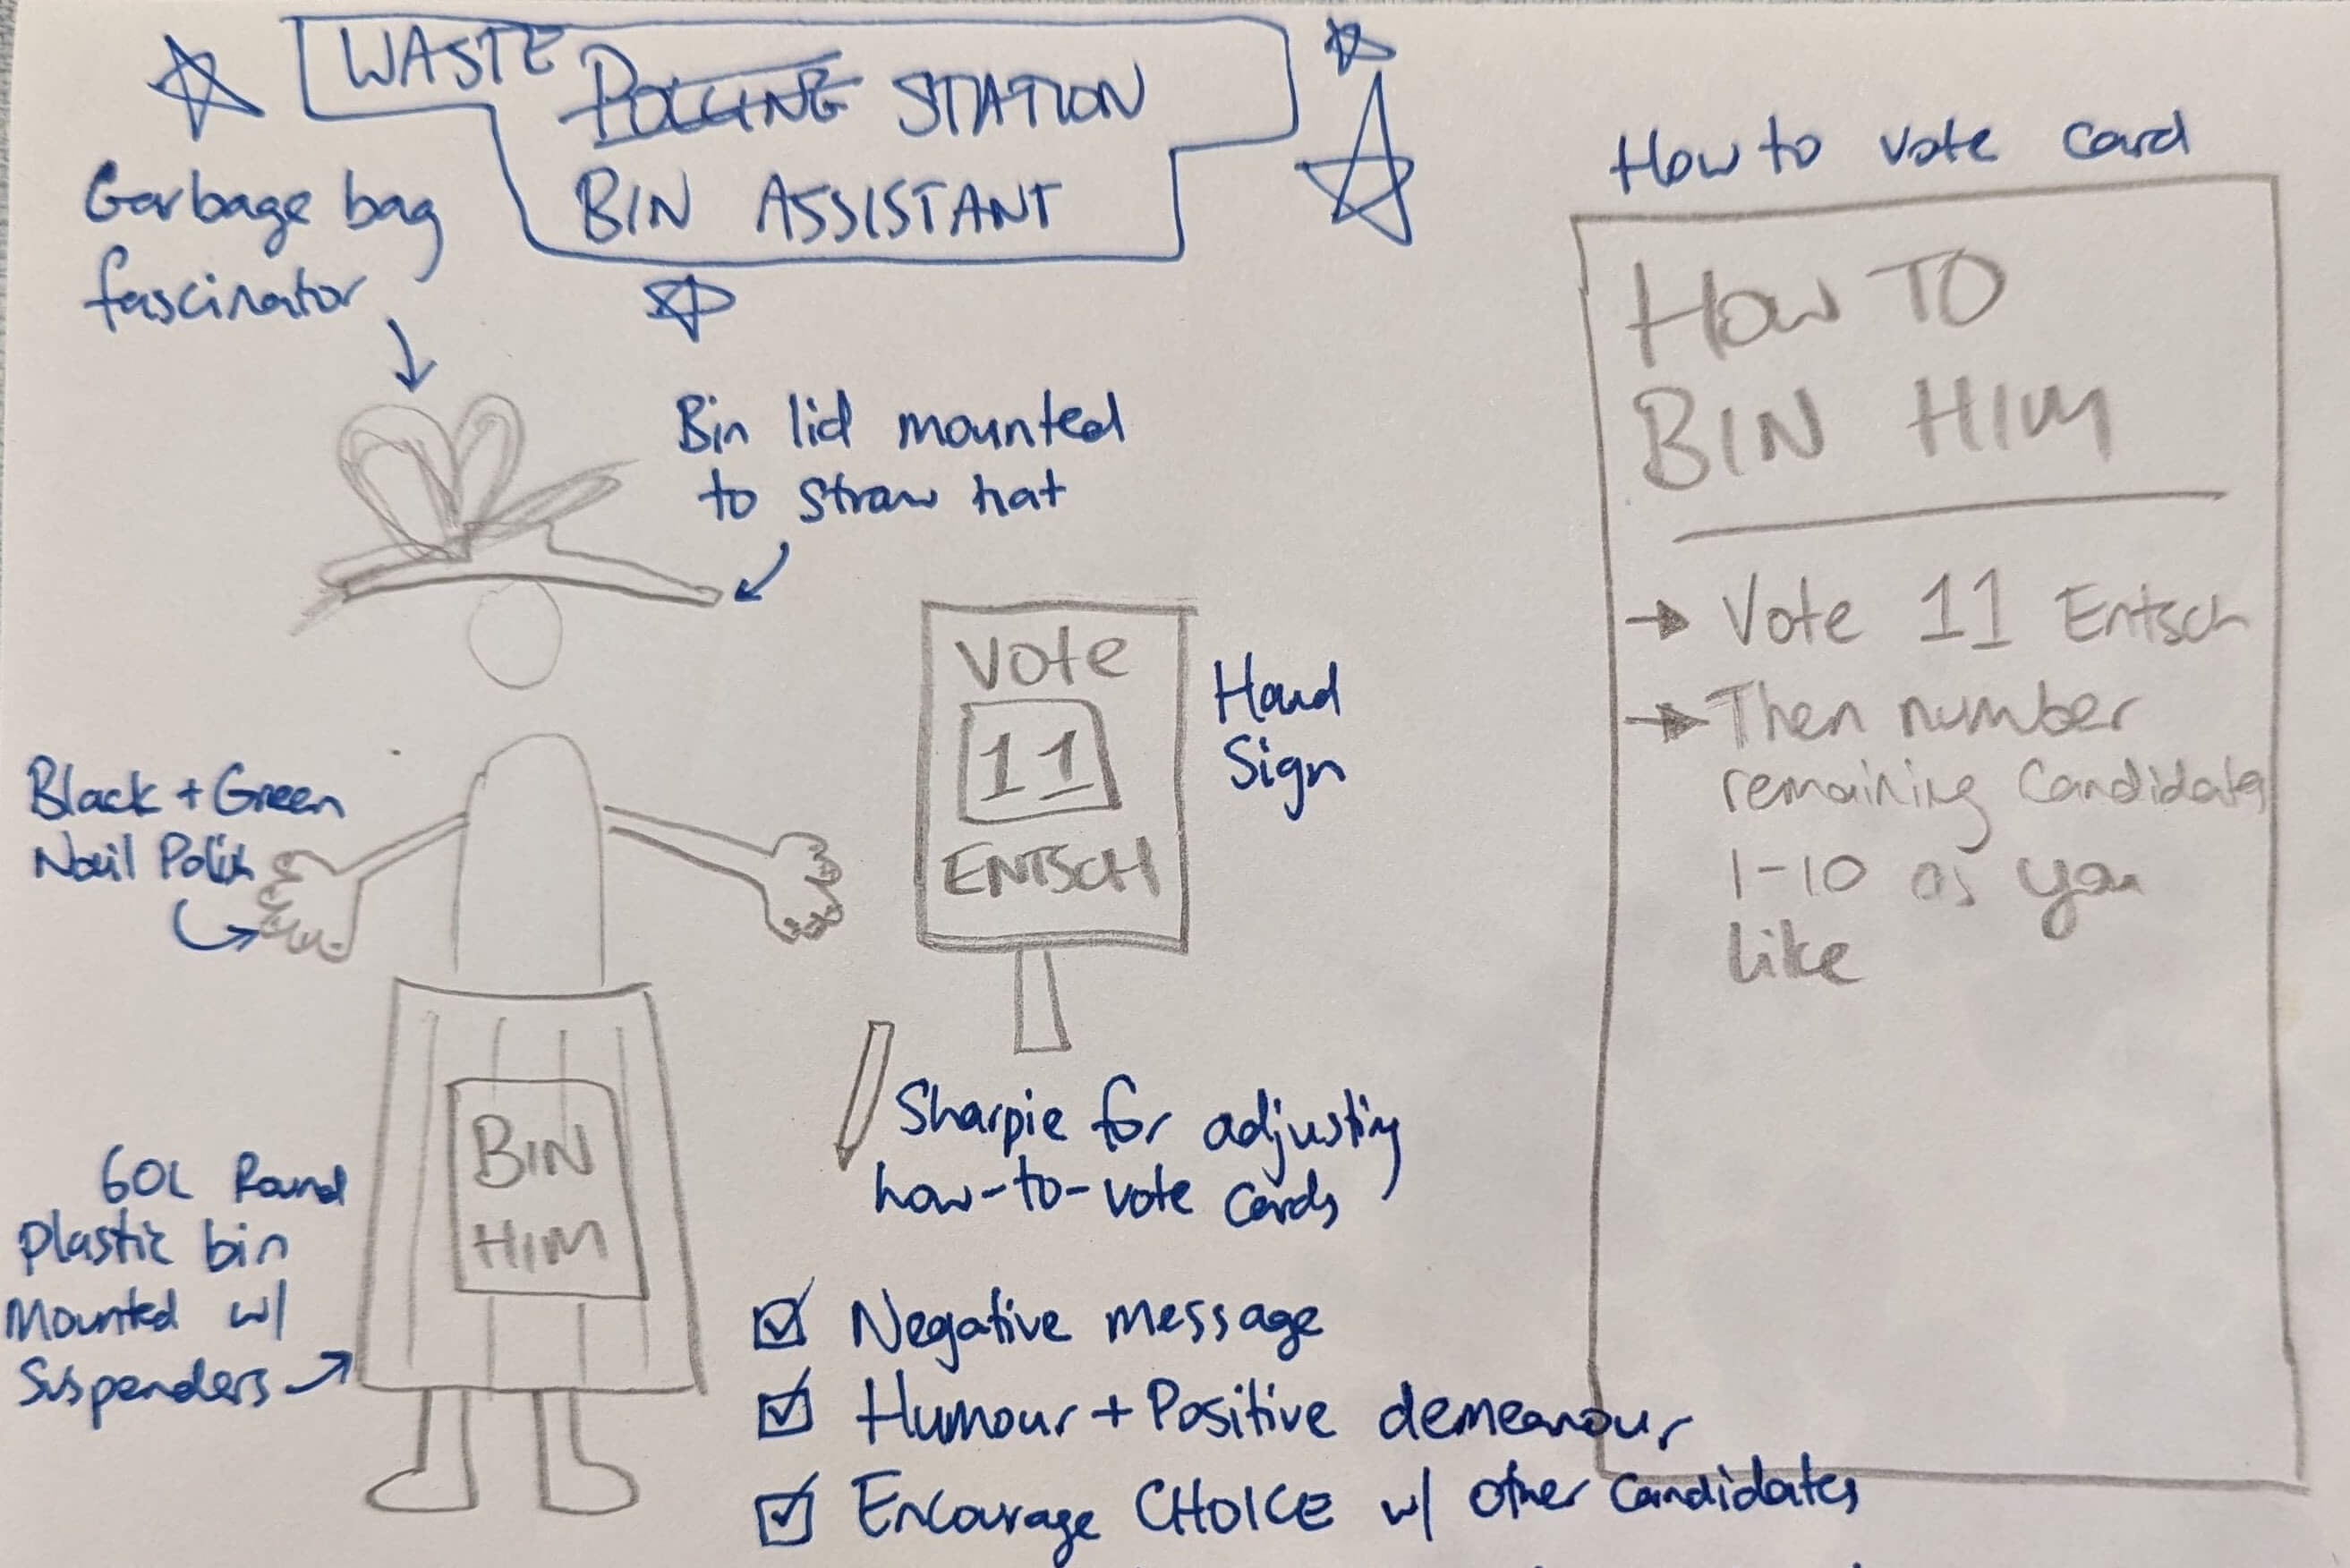 WASTE
POLLING STATION
BIN ASSISTANT
Garbage bag
fascinator
Bin lid mounted
to straw hat
Black + Green
Nail Polish
60L Round
Plastic bin
Mounted w/
Suspenders
BIN
HIM
Vote
11
ENTSCH
Hand
Sign
Sharpie for adjusting
how-to-vote cards
☑ Negative message
☑ Humour + Positive demeanour
☑ Encourage CHOICE w/ other candidates
How to vote card
HOW TO
BIN HIM
→ Vote 11 Entsch
→ Then number
remaining candidates
1-10 as you
like